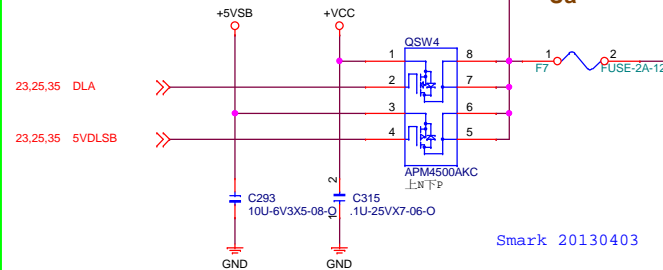 +5VSB
+VCC
QSW4
1
8
1
2
F7
FUSE-2A-12
23,25,35 DLA
2
7
3
6
23,25,35 5VDLSB
4
5
APM4500AKC
上N下P
2
C293
C315
10U-6V3X5-08-O
.1U-25VX7-06-O
1
Smark 20130403
GND
GND